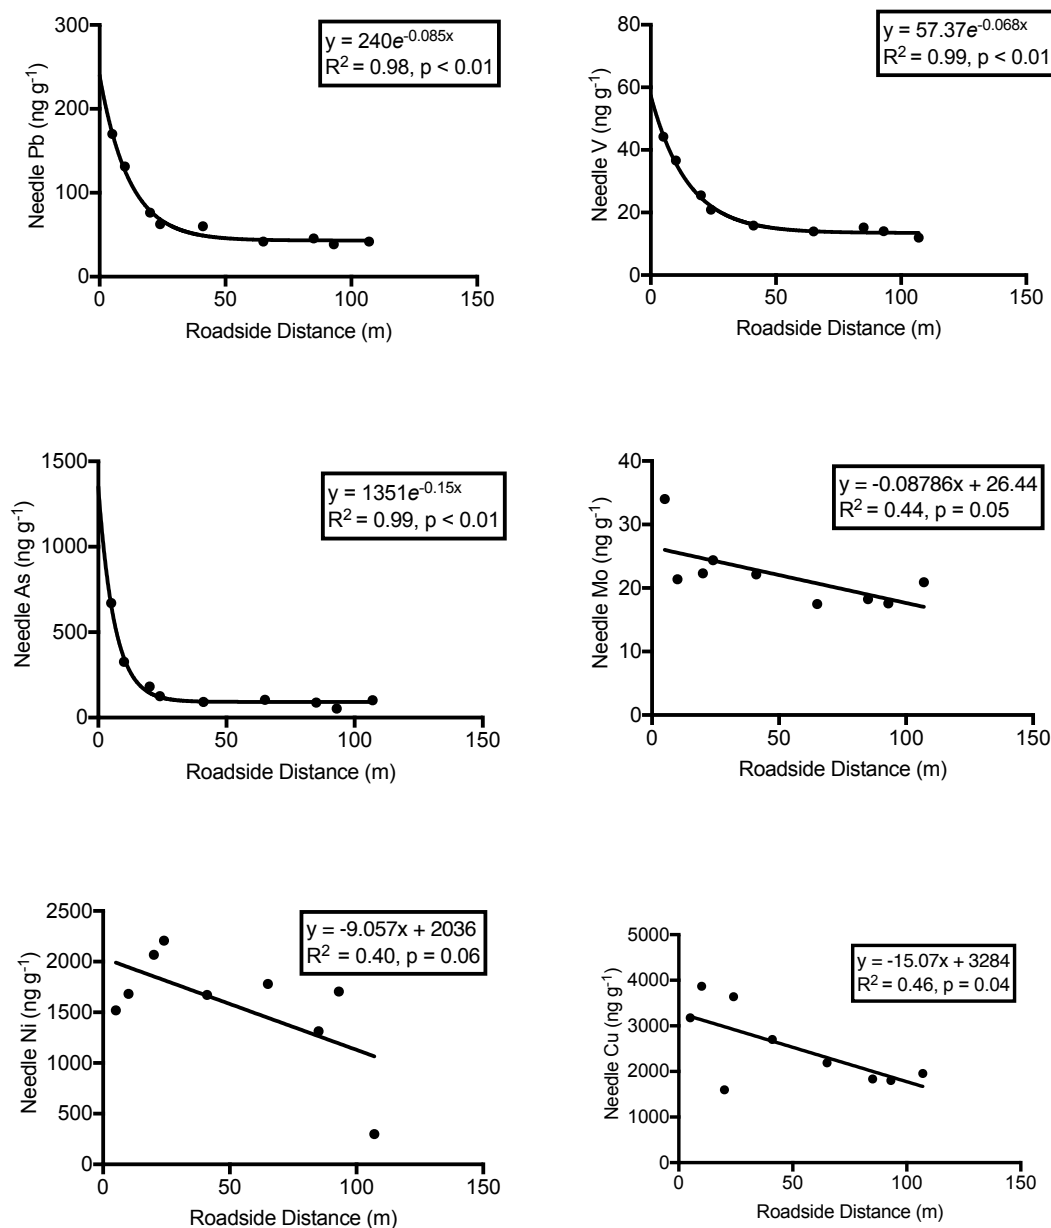 y = 240e^-0.085x
R² = 0.98, p < 0.01
Needle Pb (ng g⁻¹)
300
200
100
0
0 50 100 150
Roadside Distance (m)
y = 57.37e^-0.068x
R² = 0.99, p < 0.01
Needle V (ng g⁻¹)
80
60
40
20
0
0 50 100 150
Roadside Distance (m)
y = 1351e^-0.15x
R² = 0.99, p < 0.01
Needle As (ng g⁻¹)
1500
1000
500
0
0 50 100 150
Roadside Distance (m)
y = -0.08786x + 26.44
R² = 0.44, p = 0.05
Needle Mo (ng g⁻¹)
40
30
20
10
0
0 50 100 150
Roadside Distance (m)
y = -9.057x + 2036
R² = 0.40, p = 0.06
Needle Ni (ng g⁻¹)
2500
2000
1500
1000
500
0
0 50 100 150
Roadside Distance (m)
y = -15.07x + 3284
R² = 0.46, p = 0.04
Needle Cu (ng g⁻¹)
5000
4000
3000
2000
1000
0
0 50 100 150
Roadside Distance (m)